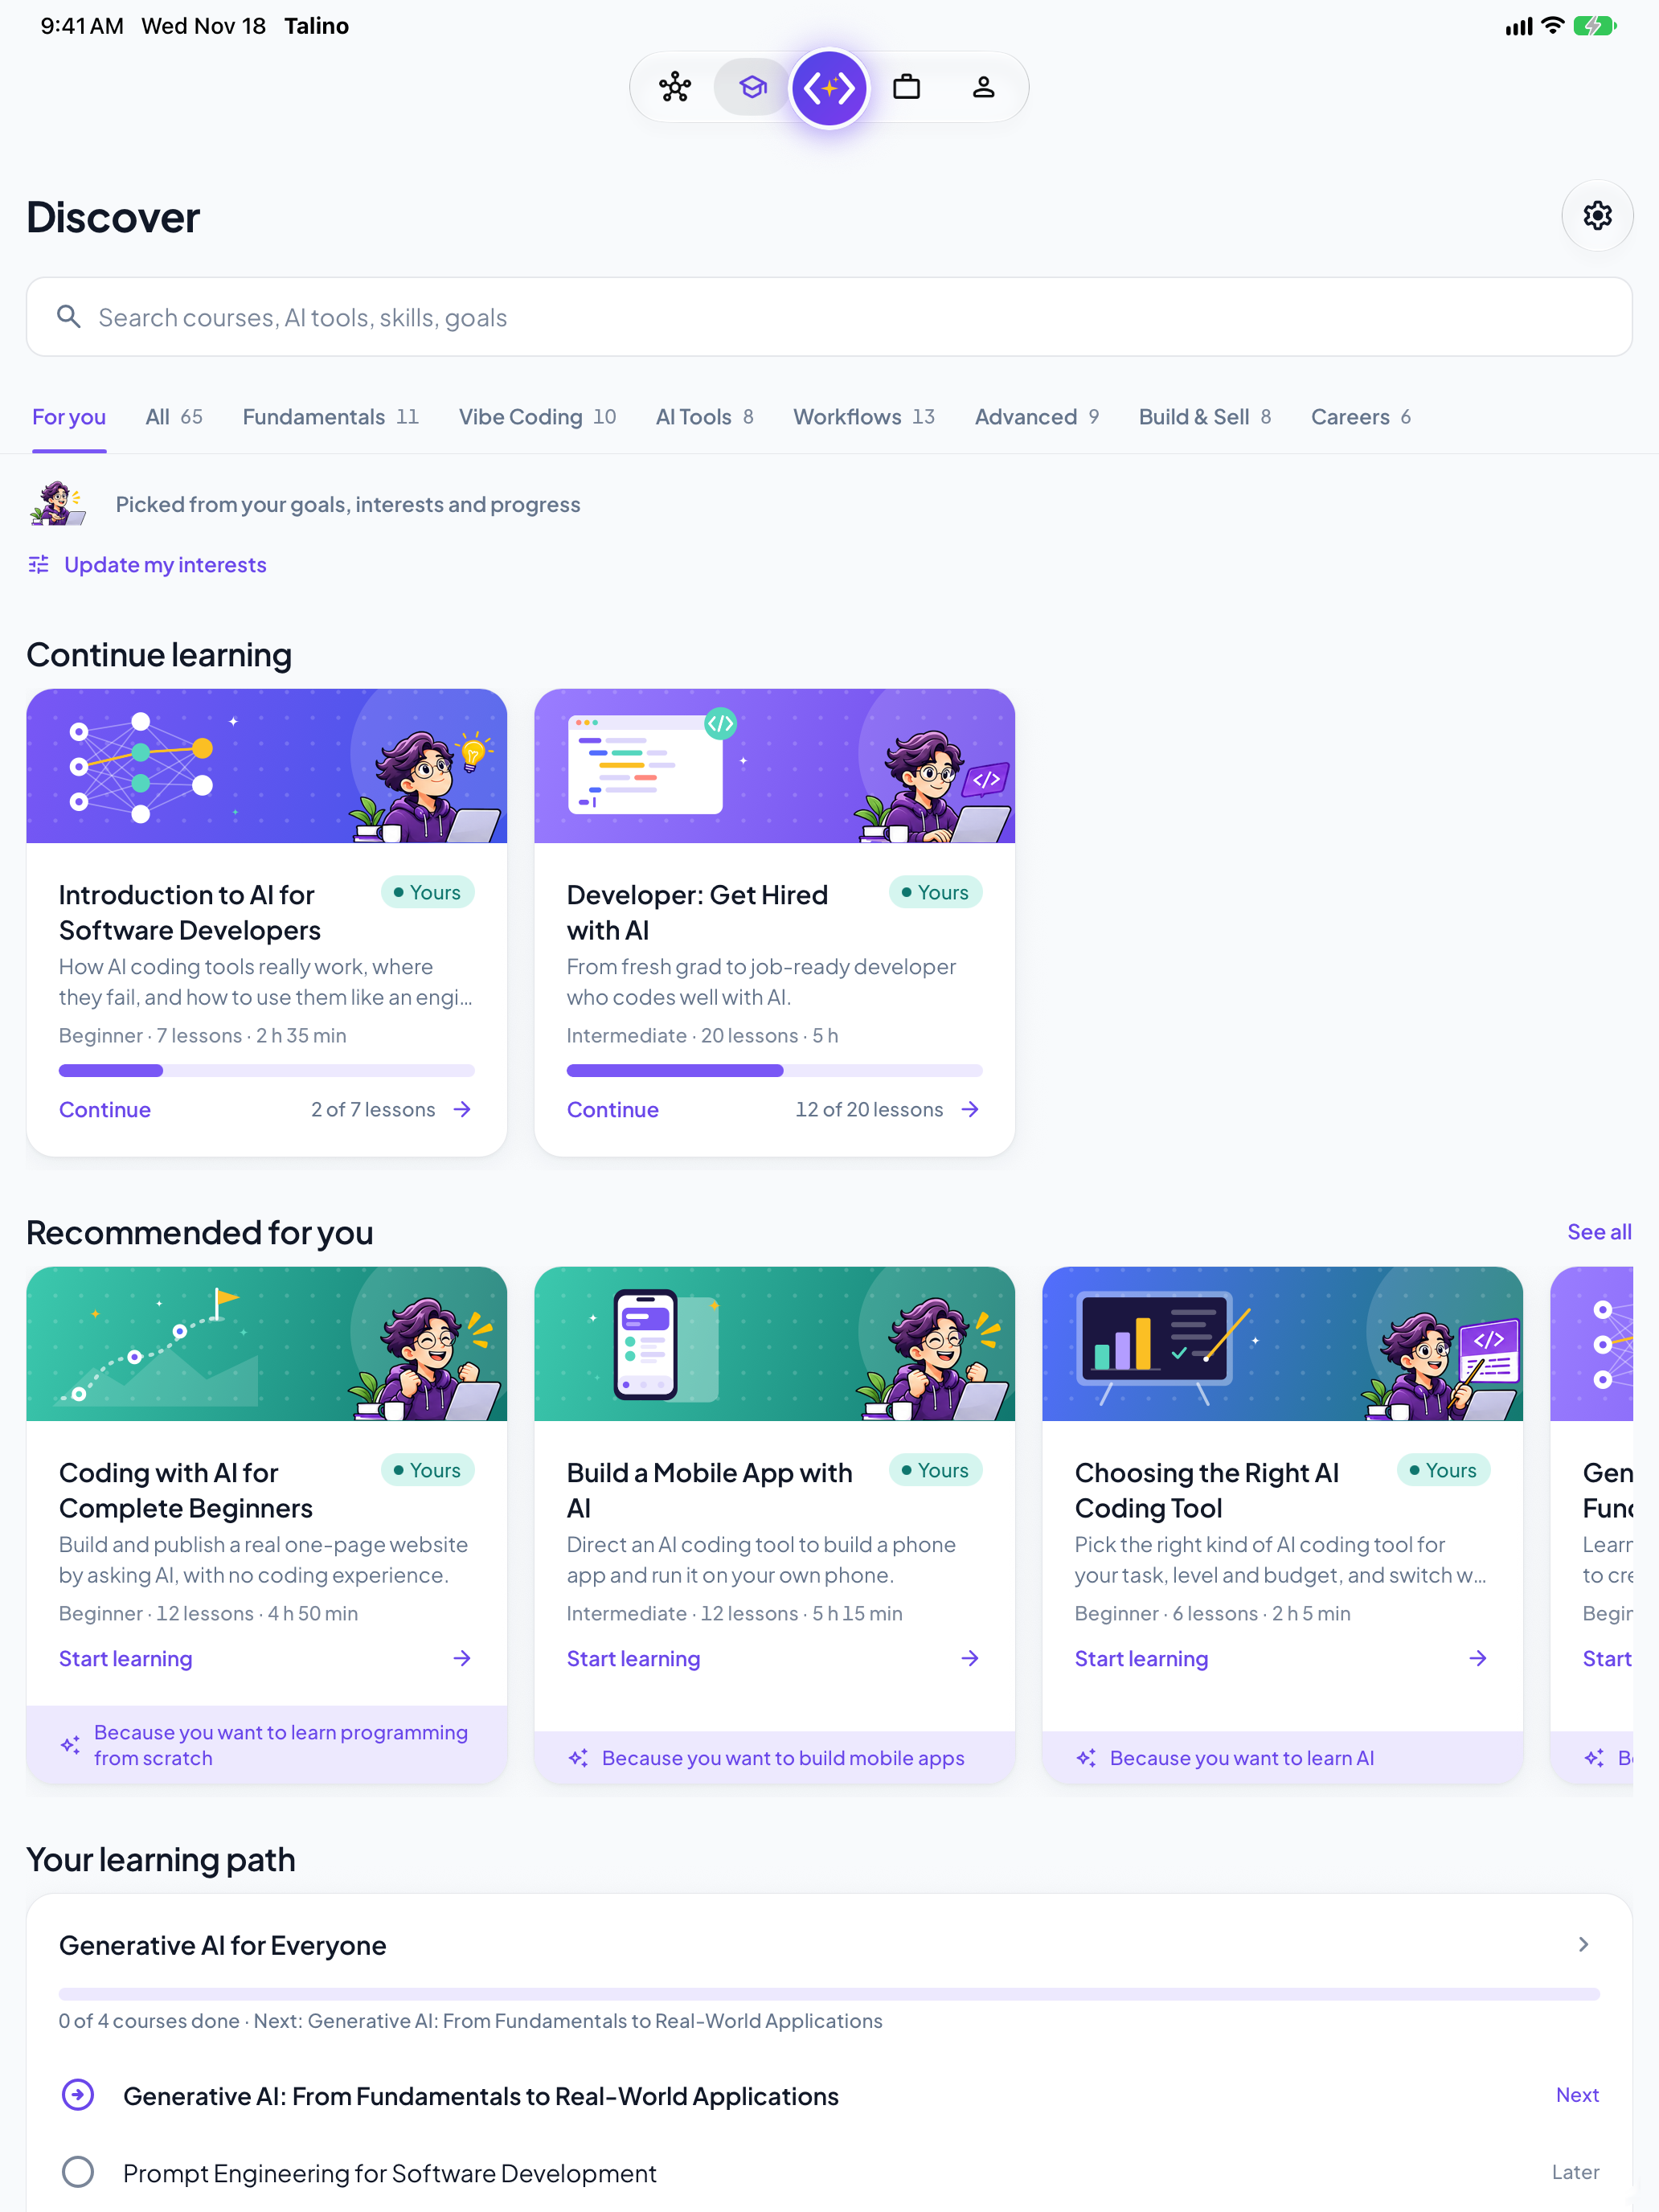 9:41 AM Wed Nov 18 Talino
Discover
Search courses, AI tools, skills, goals
For you All 65 Fundamentals 11 Vibe Coding 10 AI Tools 8 Workflows 13 Advanced 9 Build & Sell 8 Careers 6
Picked from your goals, interests and progress
Update my interests
Continue learning
Introduction to AI for
Software Developers
Yours
How AI coding tools really work, where
they fail, and how to use them like an engi...
Beginner · 7 lessons · 2 h 35 min
Continue 2 of 7 lessons
Developer: Get Hired
with AI
Yours
From fresh grad to job-ready developer
who codes well with AI.
Intermediate · 20 lessons · 5 h
Continue 12 of 20 lessons
Recommended for you See all
Coding with AI for
Complete Beginners
Yours
Build and publish a real one-page website
by asking AI, with no coding experience.
Beginner · 12 lessons · 4 h 50 min
Start learning
Because you want to learn programming
from scratch
Build a Mobile App with
AI
Yours
Direct an AI coding tool to build a phone
app and run it on your own phone.
Intermediate · 12 lessons · 5 h 15 min
Start learning
Because you want to build mobile apps
Choosing the Right AI
Coding Tool
Yours
Pick the right kind of AI coding tool for
your task, level and budget, and switch w...
Beginner · 6 lessons · 2 h 5 min
Start learning
Because you want to learn AI
Gen
Learn
to cre
Start
Your learning path
Generative AI for Everyone
0 of 4 courses done · Next: Generative AI: From Fundamentals to Real-World Applications
Generative AI: From Fundamentals to Real-World Applications Next
Prompt Engineering for Software Development Later